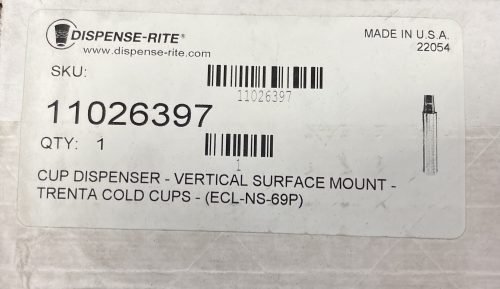 DISPENSE-RITE®
www.dispense-rite.com
MADE IN U.S.A.
22054
SKU:
11026397
11026397
QTY: 1
1
CUP DISPENSER - VERTICAL SURFACE MOUNT -
TRENTA COLD CUPS - (ECL-NS-69P)